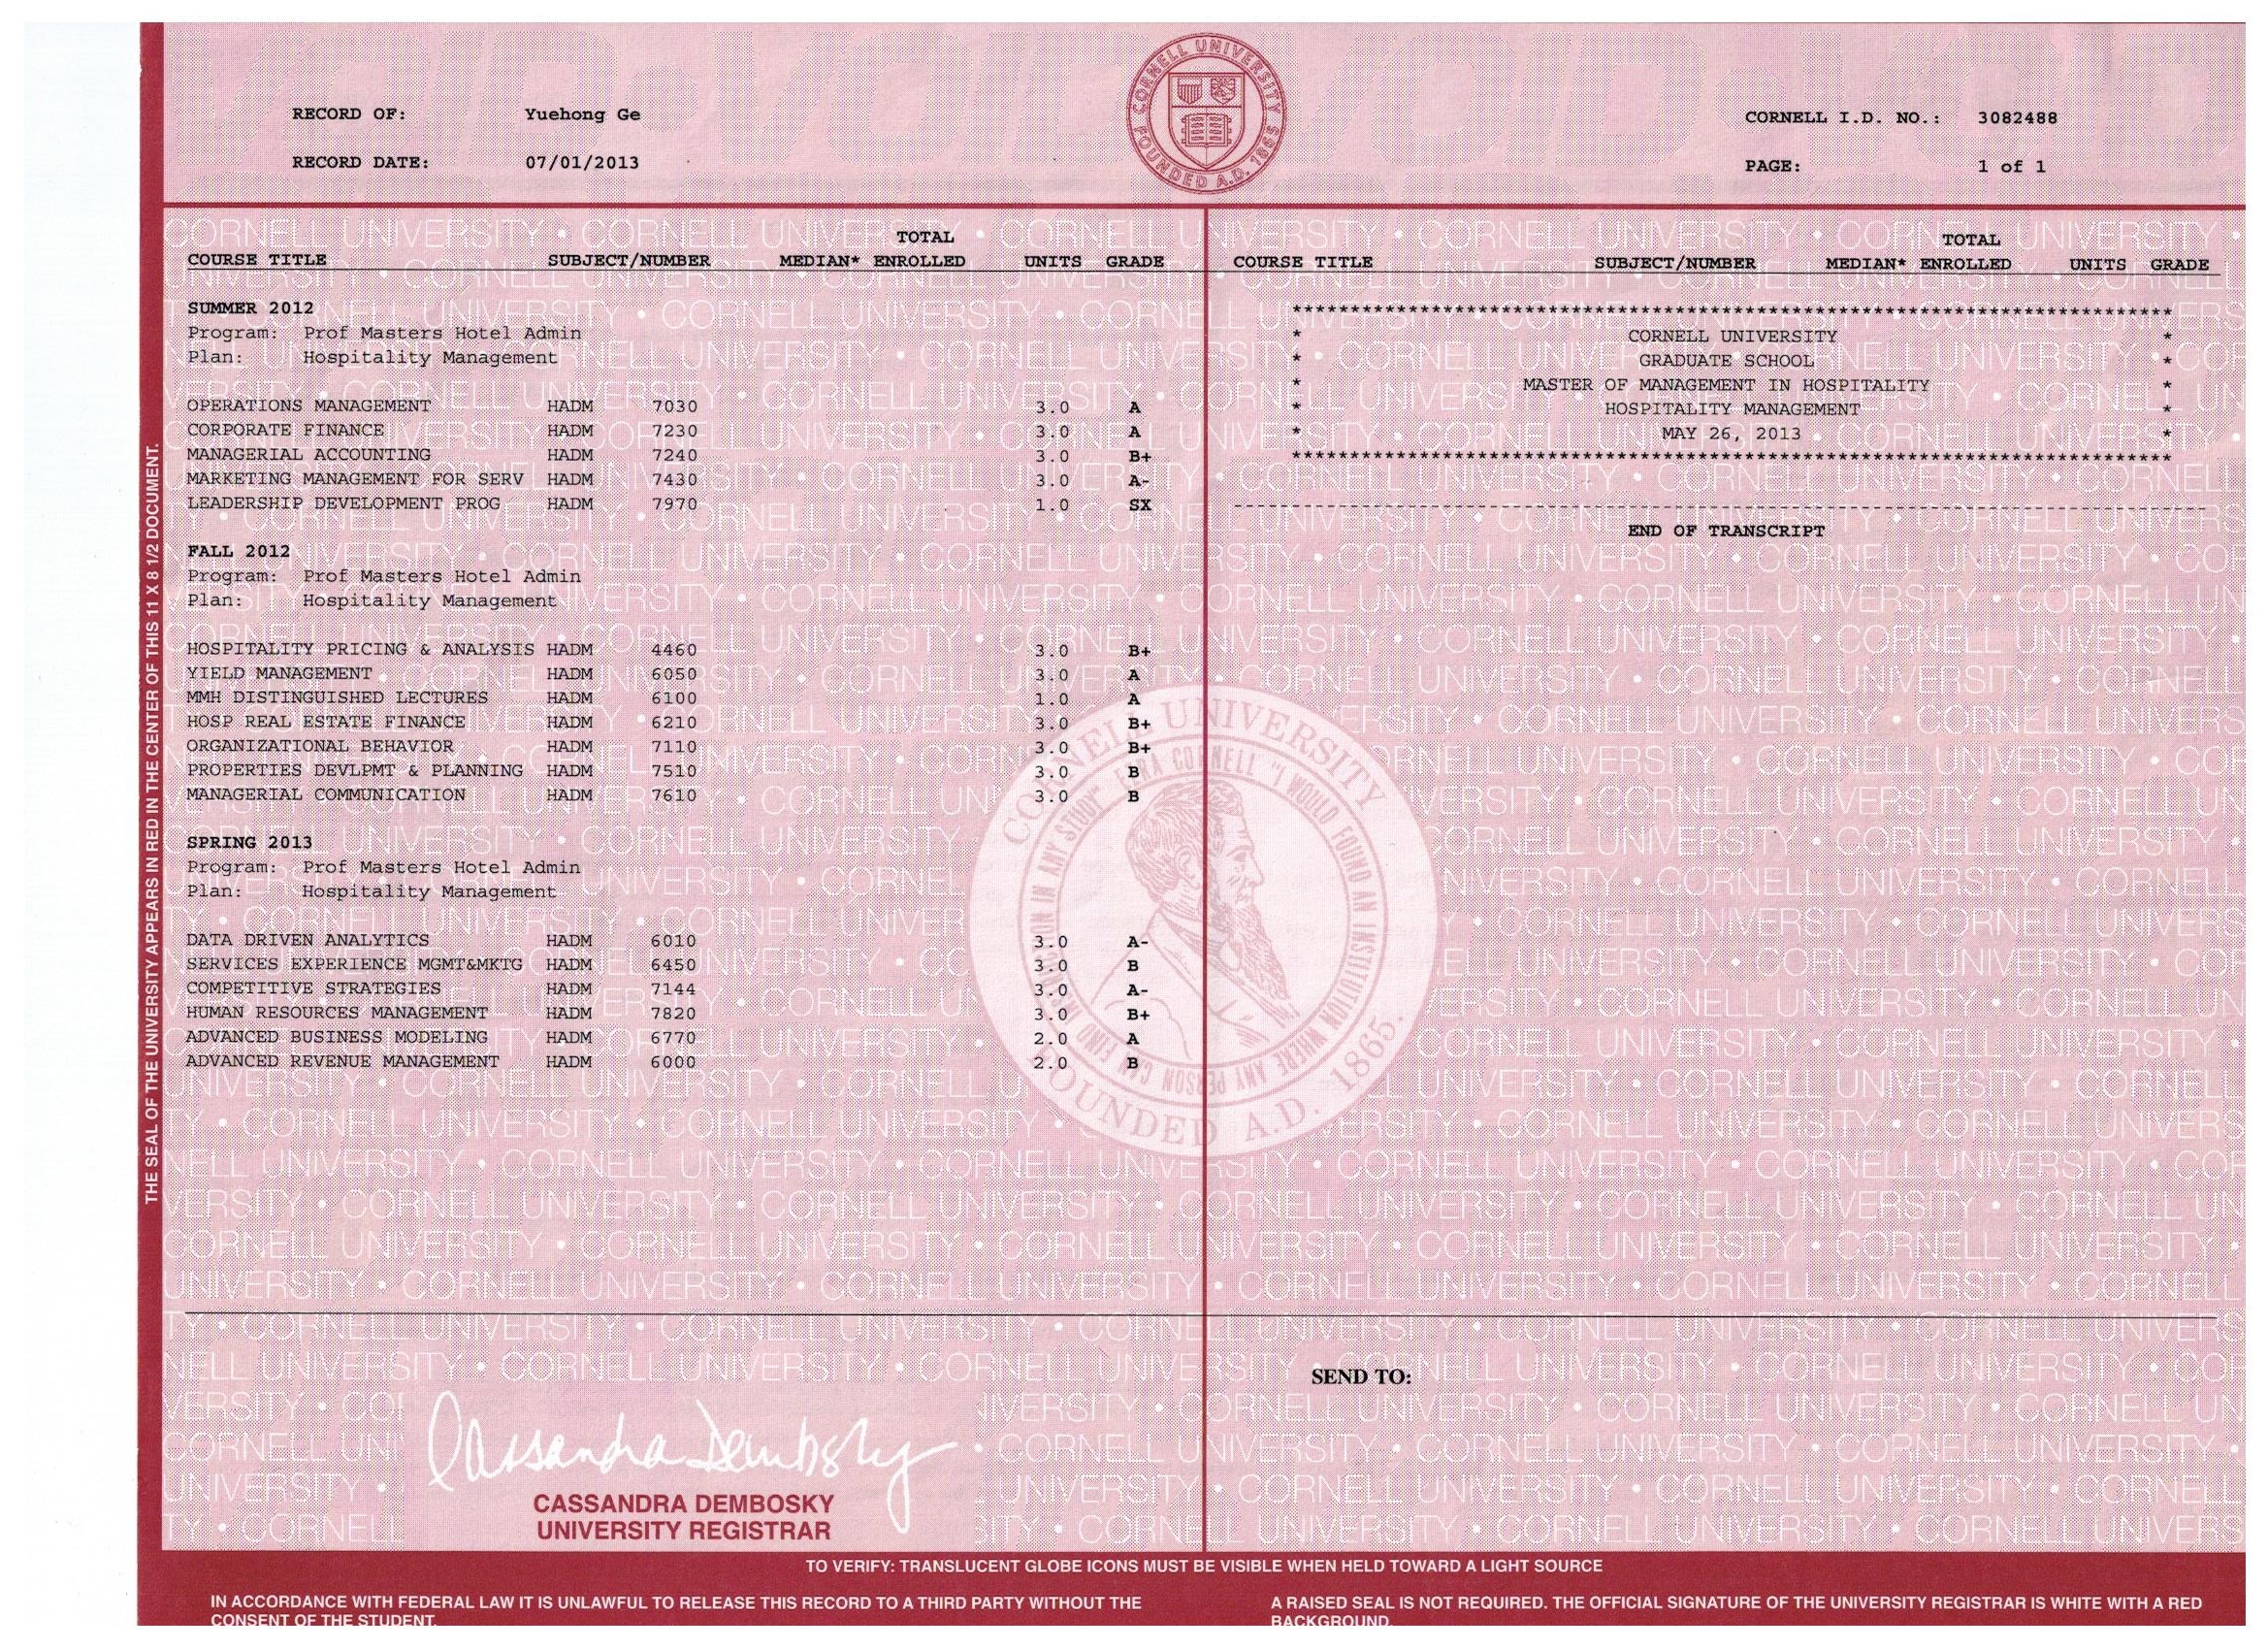 RECORD OF: Yuehong Ge
RECORD DATE: 07/01/2013
CORNELL UNIVERSITY FOUNDED A.D. 1865
CORNELL I.D. NO.: 3082488
PAGE: 1 of 1
TOTAL
COURSE TITLE SUBJECT/NUMBER MEDIAN* ENROLLED UNITS GRADE
SUMMER 2012
Program: Prof Masters Hotel Admin
Plan: Hospitality Management
OPERATIONS MANAGEMENT HADM 7030 3.0 A
CORPORATE FINANCE HADM 7230 3.0 A
MANAGERIAL ACCOUNTING HADM 7240 3.0 B+
MARKETING MANAGEMENT FOR SERV HADM 7430 3.0 A-
LEADERSHIP DEVELOPMENT PROG HADM 7970 1.0 SX
FALL 2012
Program: Prof Masters Hotel Admin
Plan: Hospitality Management
HOSPITALITY PRICING & ANALYSIS HADM 4460 3.0 B+
YIELD MANAGEMENT HADM 6050 3.0 A
MMH DISTINGUISHED LECTURES HADM 6100 1.0 A
HOSP REAL ESTATE FINANCE HADM 6210 3.0 B+
ORGANIZATIONAL BEHAVIOR HADM 7110 3.0 B+
PROPERTIES DEVLPMT & PLANNING HADM 7510 3.0 B
MANAGERIAL COMMUNICATION HADM 7610 3.0 B
SPRING 2013
Program: Prof Masters Hotel Admin
Plan: Hospitality Management
DATA DRIVEN ANALYTICS HADM 6010 3.0 A-
SERVICES EXPERIENCE MGMT&MKTG HADM 6450 3.0 B
COMPETITIVE STRATEGIES HADM 7144 3.0 A-
HUMAN RESOURCES MANAGEMENT HADM 7820 3.0 B+
ADVANCED BUSINESS MODELING HADM 6770 2.0 A
ADVANCED REVENUE MANAGEMENT HADM 6000 2.0 B
TOTAL
COURSE TITLE SUBJECT/NUMBER MEDIAN* ENROLLED UNITS GRADE
CORNELL UNIVERSITY
GRADUATE SCHOOL
MASTER OF MANAGEMENT IN HOSPITALITY
HOSPITALITY MANAGEMENT
MAY 26, 2013
END OF TRANSCRIPT
CORNELL UNIVERSITY FOUNDED A.D. 1865.
Cassandra Dembosky
CASSANDRA DEMBOSKY
UNIVERSITY REGISTRAR
SEND TO:
THE SEAL OF THE UNIVERSITY APPEARS IN RED IN THE CENTER OF THIS 11 X 8 1/2 DOCUMENT.
TO VERIFY: TRANSLUCENT GLOBE ICONS MUST BE VISIBLE WHEN HELD TOWARD A LIGHT SOURCE
IN ACCORDANCE WITH FEDERAL LAW IT IS UNLAWFUL TO RELEASE THIS RECORD TO A THIRD PARTY WITHOUT THE
CONSENT OF THE STUDENT.
A RAISED SEAL IS NOT REQUIRED. THE OFFICIAL SIGNATURE OF THE UNIVERSITY REGISTRAR IS WHITE WITH A RED
BACKGROUND.